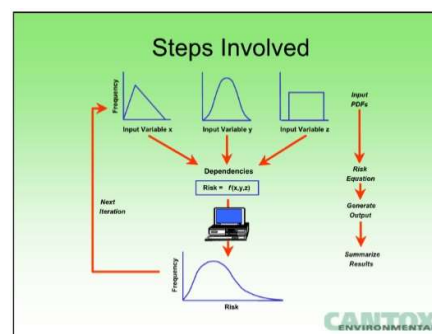 Steps Involved
Frequency
Input Variable x
Input Variable y
Input Variable z
Input
PDFs
Dependencies
Risk = f(x,y,z)
Risk
Equation
Next
Iteration
Generate
Output
Summarize
Results
Frequency
Risk
CANTOX
ENVIRONMENTAL